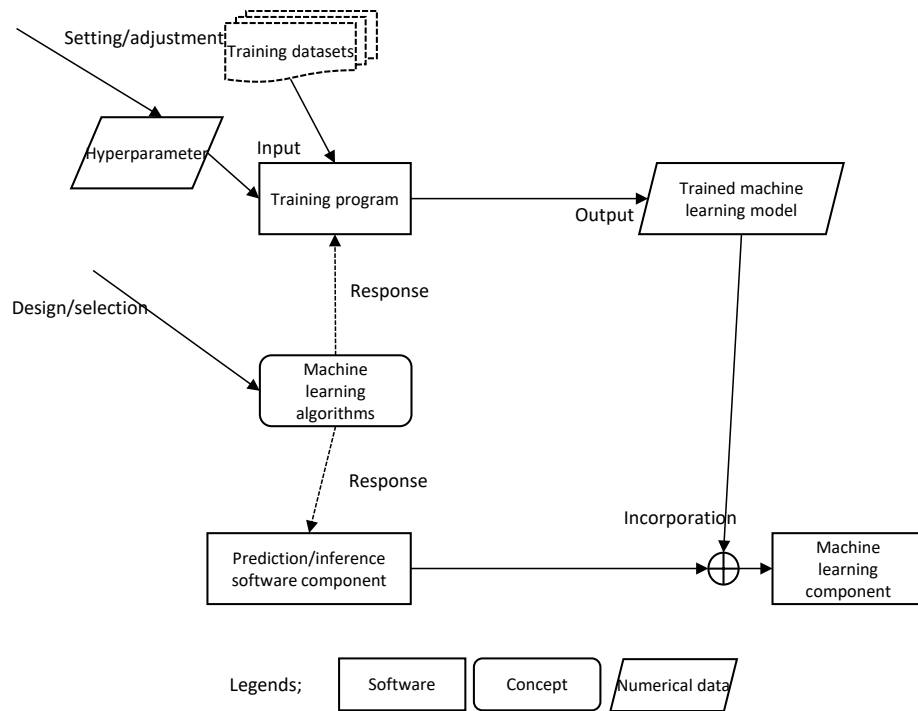 Setting/adjustment
Training datasets
Hyperparameter
Input
Training program
Trained machine
learning model
Output
Response
Design/selection
Machine
learning
algorithms
Response
Incorporation
Prediction/inference
software component
Machine
learning
component
Legends;
Software
Concept
Numerical data